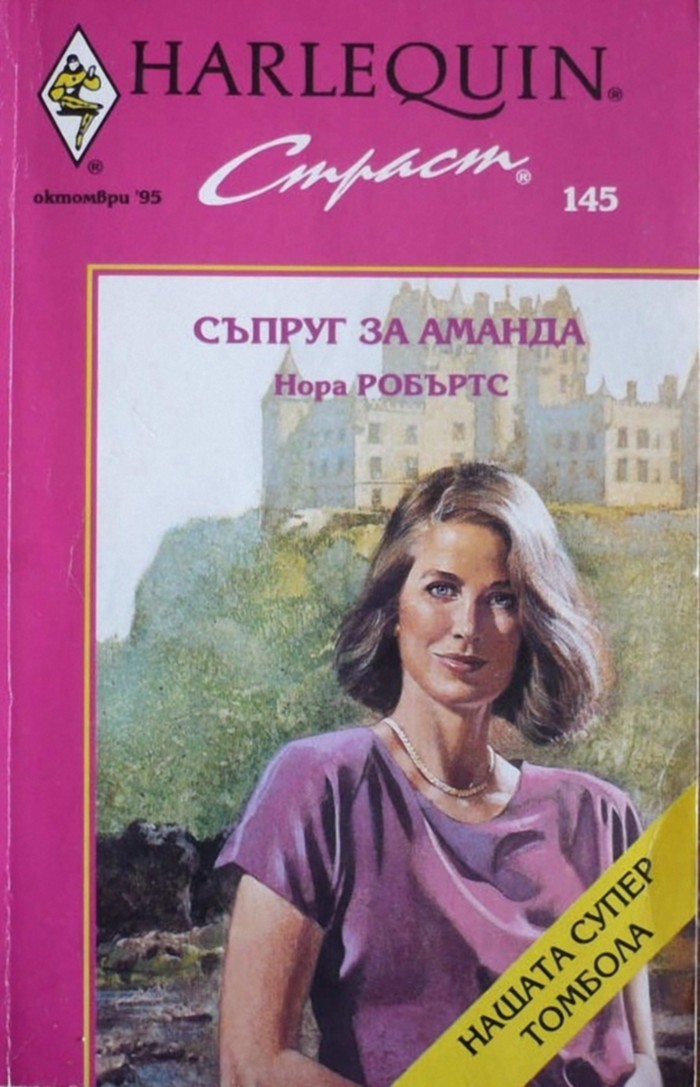 HARLEQUIN®
®
Страст®
октомври '95
145
СЪПРУГ ЗА АМАНДА
Нора РОБЪРТС
НАШАТА СУПЕР
ТОМБОЛА